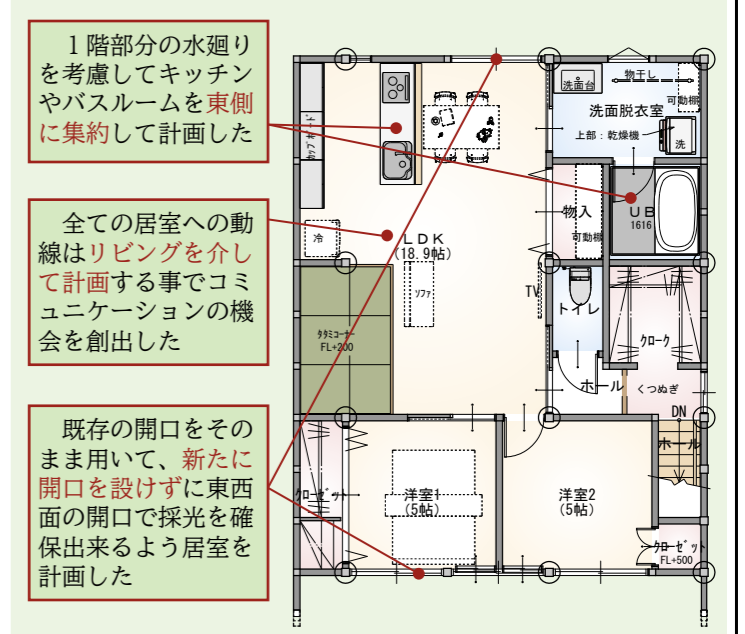 １階部分の水廻り
を考慮してキッチン
やバスルームを東側
に集約して計画した
全ての居室への動
線はリビングを介し
て計画する事でコミ
ュニケーションの機
会を創出した
既存の開口をその
まま用いて、新たに
開口を設けずに東西
面の開口で採光を確
保出来るよう居室を
計画した
カップボード
冷
ＬＤＫ
(18.9帖)
ソファ
TV
タタミコーナー
FL+200
洗面台
物干し
可動棚
洗面脱衣室
上部：乾燥機
洗
物入
可動棚
ＵＢ
1616
トイレ
クローク
ホール
くつぬぎ
DN
ホール
クローゼット
洋室1
(5帖)
洋室2
(5帖)
クローゼット
FL+500